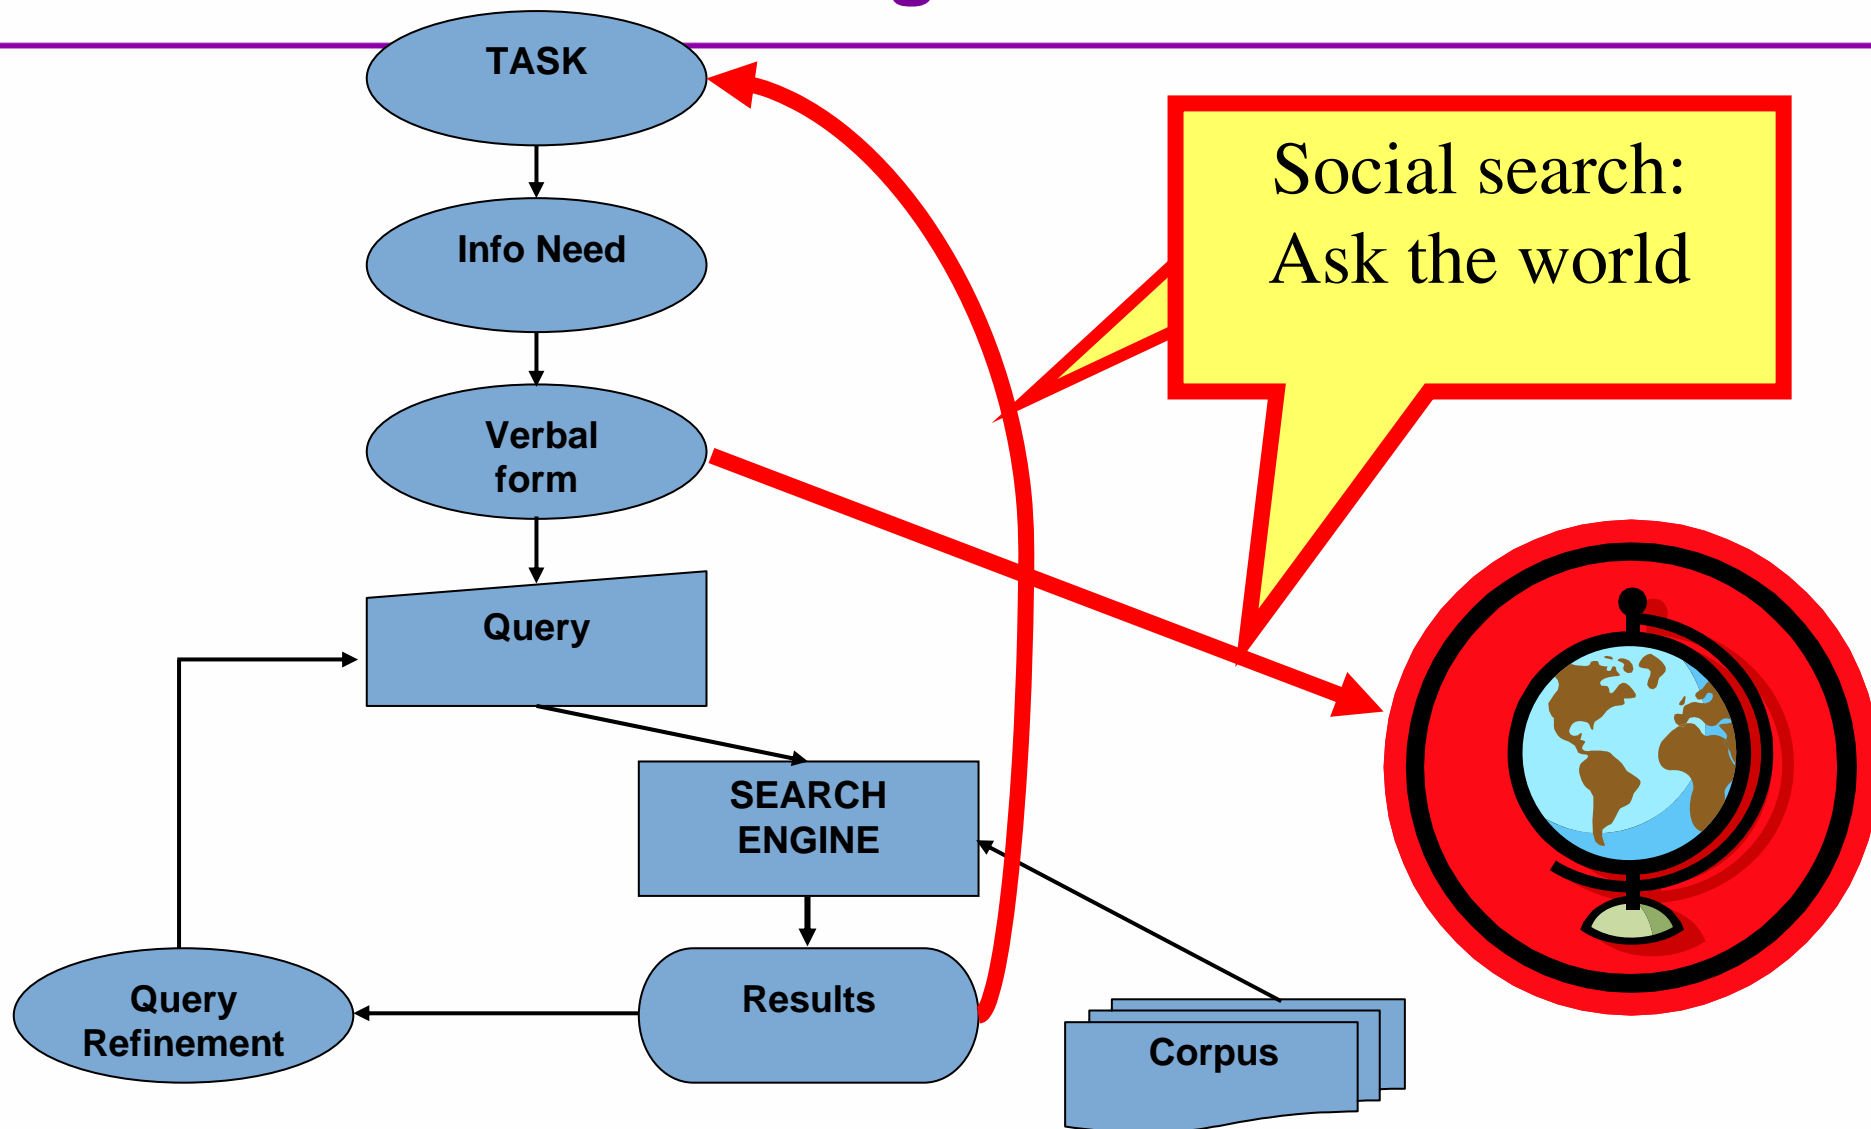 TASK
Info Need
Verbal
form
Query
SEARCH
ENGINE
Results
Query
Refinement
Corpus
Social search:
Ask the world